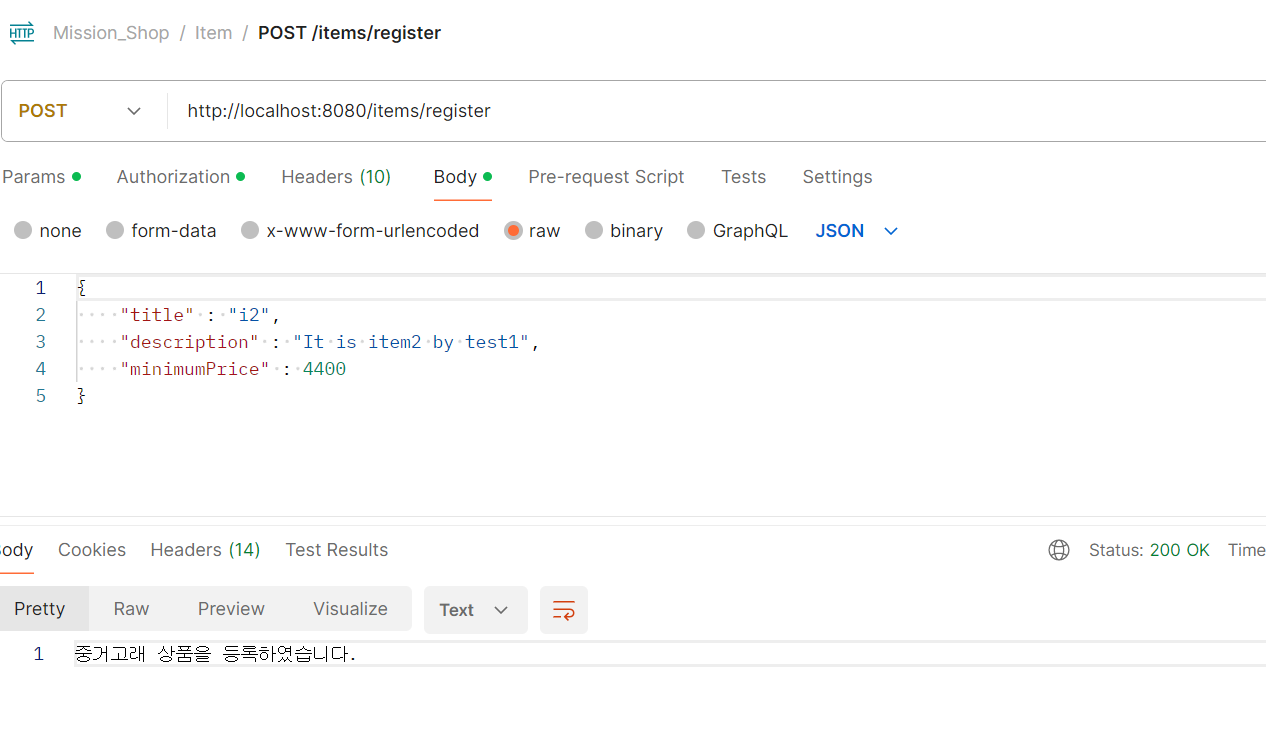 HTTP Mission_Shop / Item / POST /items/register
POST http://localhost:8080/items/register
Params Authorization Headers (10) Body Pre-request Script Tests Settings
none form-data x-www-form-urlencoded raw binary GraphQL JSON
1 {
2 "title" : "i2",
3 "description" : "It is item2 by test1",
4 "minimumPrice" : 4400
5 }
ody Cookies Headers (14) Test Results Status: 200 OK Time
Pretty Raw Preview Visualize Text
1 중거고래 상품을 등록하였습니다.